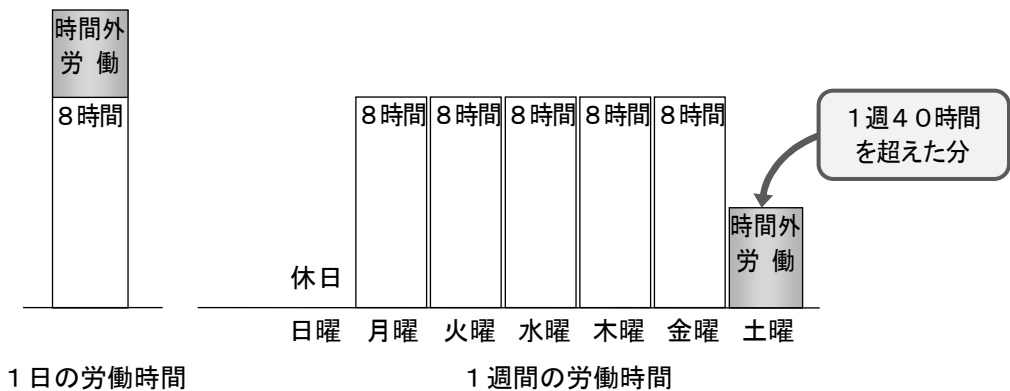 時間外
労 働
8時間
1日の労働時間
8時間 8時間 8時間 8時間 8時間
1週40時間
を超えた分
時間外
労 働
休日
日曜 月曜 火曜 水曜 木曜 金曜 土曜
1週間の労働時間